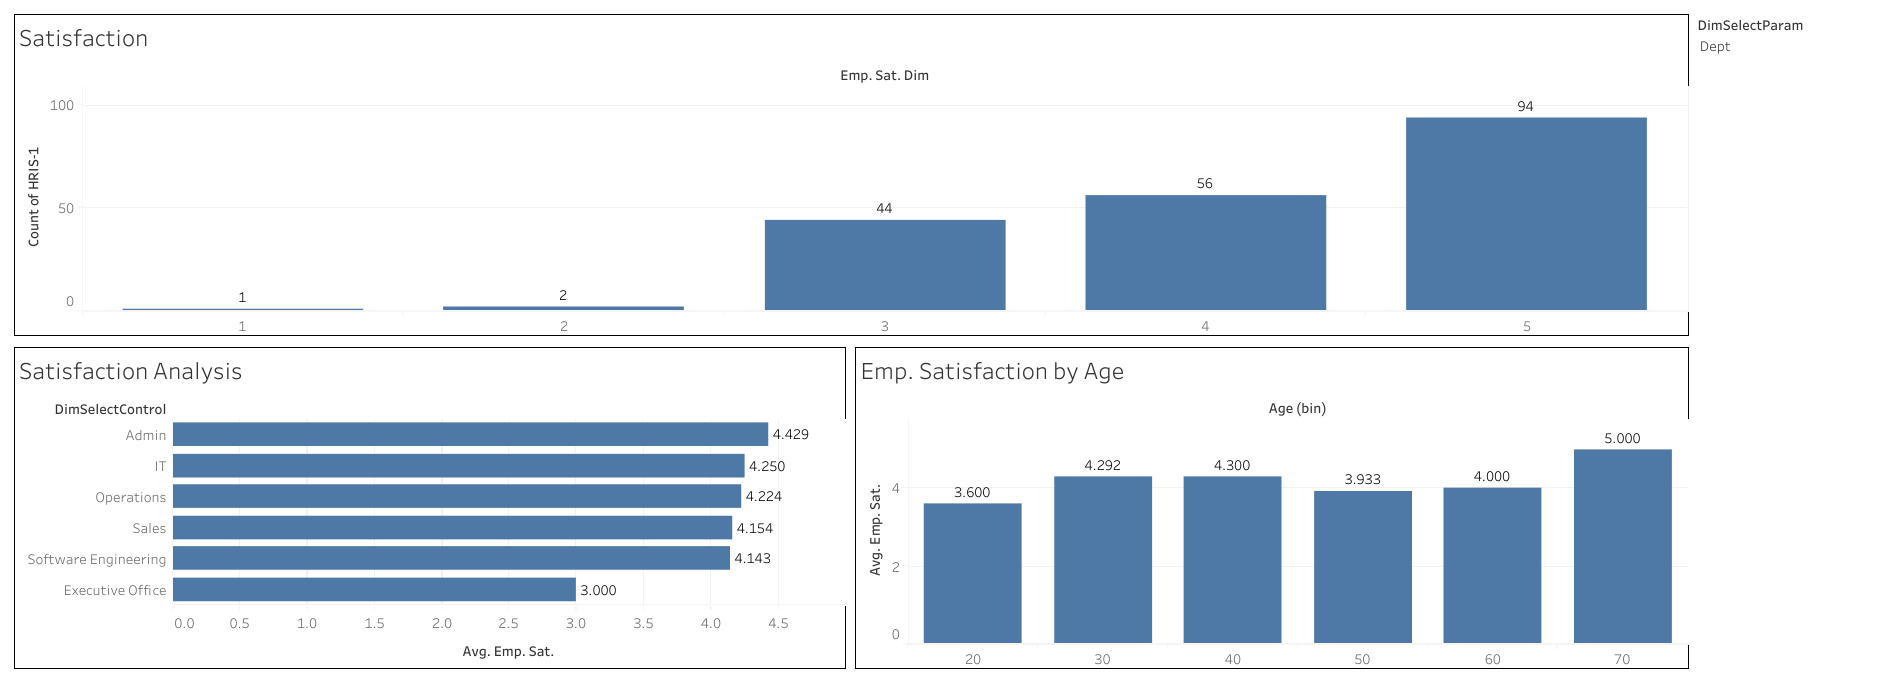 Satisfaction
DimSelectParam
Dept
Emp. Sat. Dim
Count of HRIS-1
100
50
0
1
2
44
56
94
1
2
3
4
5
Satisfaction Analysis
DimSelectControl
Admin 4.429
IT 4.250
Operations 4.224
Sales 4.154
Software Engineering 4.143
Executive Office 3.000
0.0 0.5 1.0 1.5 2.0 2.5 3.0 3.5 4.0 4.5
Avg. Emp. Sat.
Emp. Satisfaction by Age
Age (bin)
Avg. Emp. Sat.
4
2
0
3.600 4.292 4.300 3.933 4.000 5.000
20 30 40 50 60 70